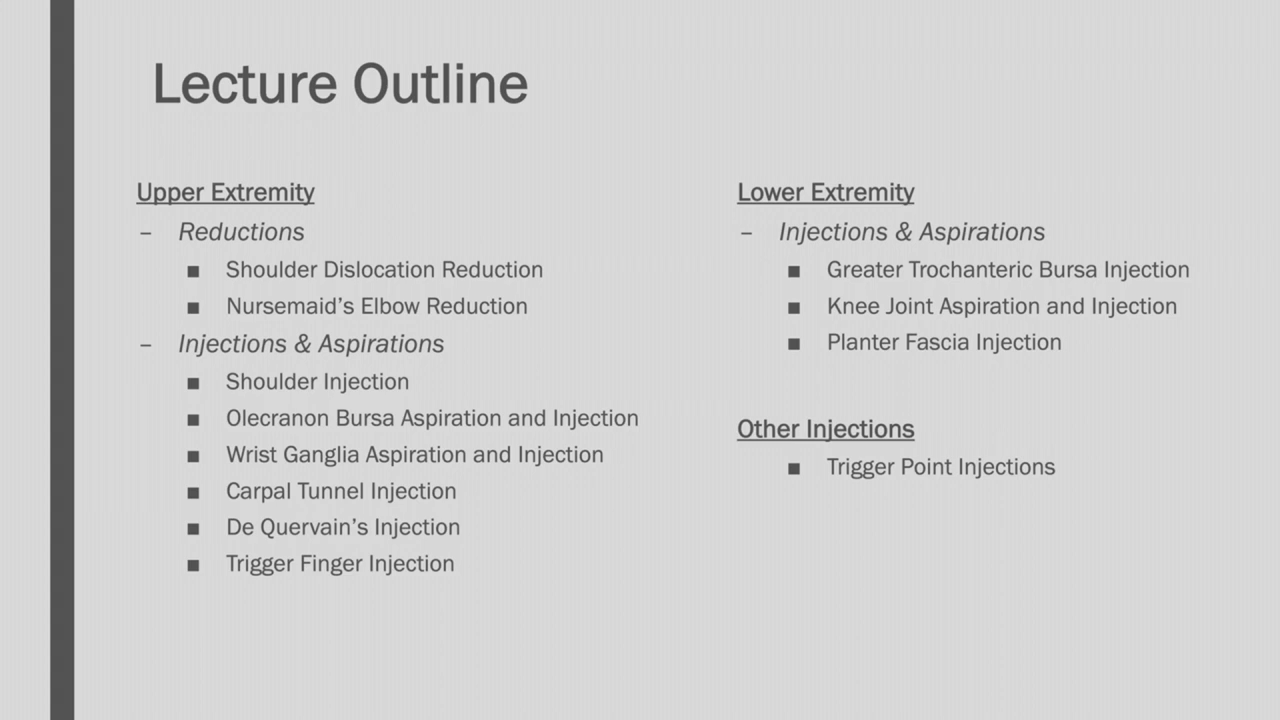 Lecture Outline
Upper Extremity
– Reductions
■ Shoulder Dislocation Reduction
■ Nursemaid’s Elbow Reduction
– Injections & Aspirations
■ Shoulder Injection
■ Olecranon Bursa Aspiration and Injection
■ Wrist Ganglia Aspiration and Injection
■ Carpal Tunnel Injection
■ De Quervain’s Injection
■ Trigger Finger Injection
Lower Extremity
– Injections & Aspirations
■ Greater Trochanteric Bursa Injection
■ Knee Joint Aspiration and Injection
■ Planter Fascia Injection
Other Injections
■ Trigger Point Injections